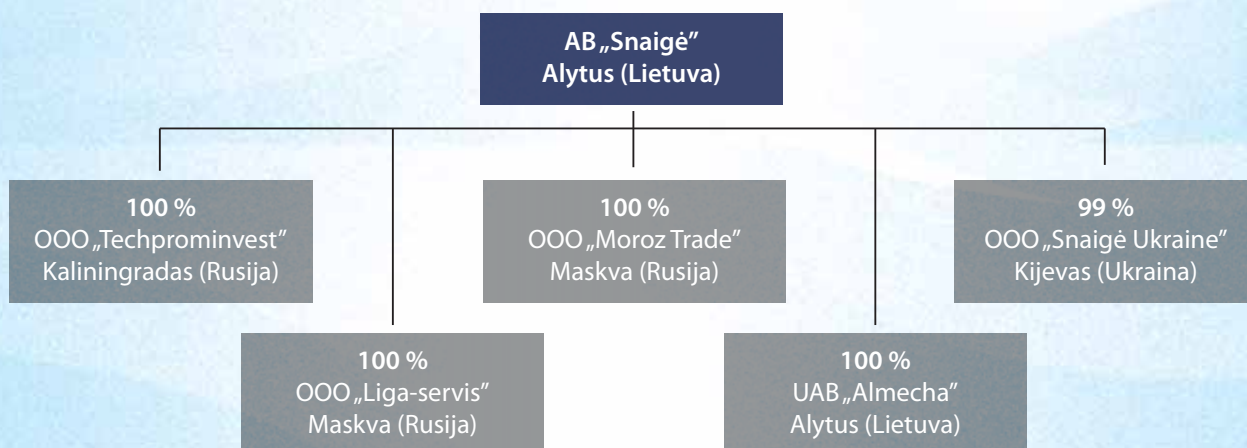 AB „Snaigė”
Alytus (Lietuva)
100 %
OOO „Techprominvest”
Kaliningradas (Rusija)
100 %
OOO „Moroz Trade”
Maskva (Rusija)
99 %
OOO „Snaigė Ukraine”
Kijevas (Ukraina)
100 %
OOO „Liga-servis”
Maskva (Rusija)
100 %
UAB „Almecha”
Alytus (Lietuva)